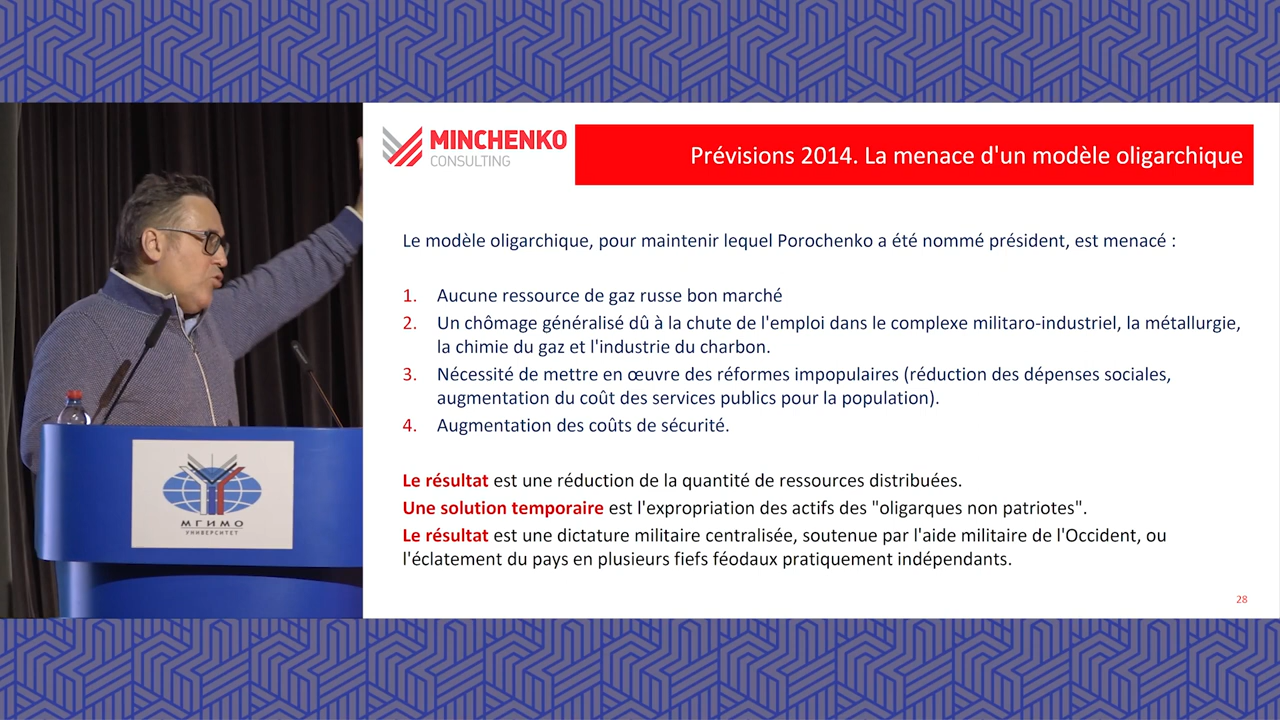 MINCHENKO
CONSULTING
Prévisions 2014. La menace d'un modèle oligarchique
Le modèle oligarchique, pour maintenir lequel Porochenko a été nommé président, est menacé :
1. Aucune ressource de gaz russe bon marché
2. Un chômage généralisé dû à la chute de l'emploi dans le complexe militaro-industriel, la métallurgie,
la chimie du gaz et l'industrie du charbon.
3. Nécessité de mettre en œuvre des réformes impopulaires (réduction des dépenses sociales,
augmentation du coût des services publics pour la population).
4. Augmentation des coûts de sécurité.
Le résultat est une réduction de la quantité de ressources distribuées.
Une solution temporaire est l'expropriation des actifs des "oligarques non patriotes".
Le résultat est une dictature militaire centralisée, soutenue par l'aide militaire de l'Occident, ou
l'éclatement du pays en plusieurs fiefs féodaux pratiquement indépendants.
28
МГИМО
УНИВЕРСИТЕТ